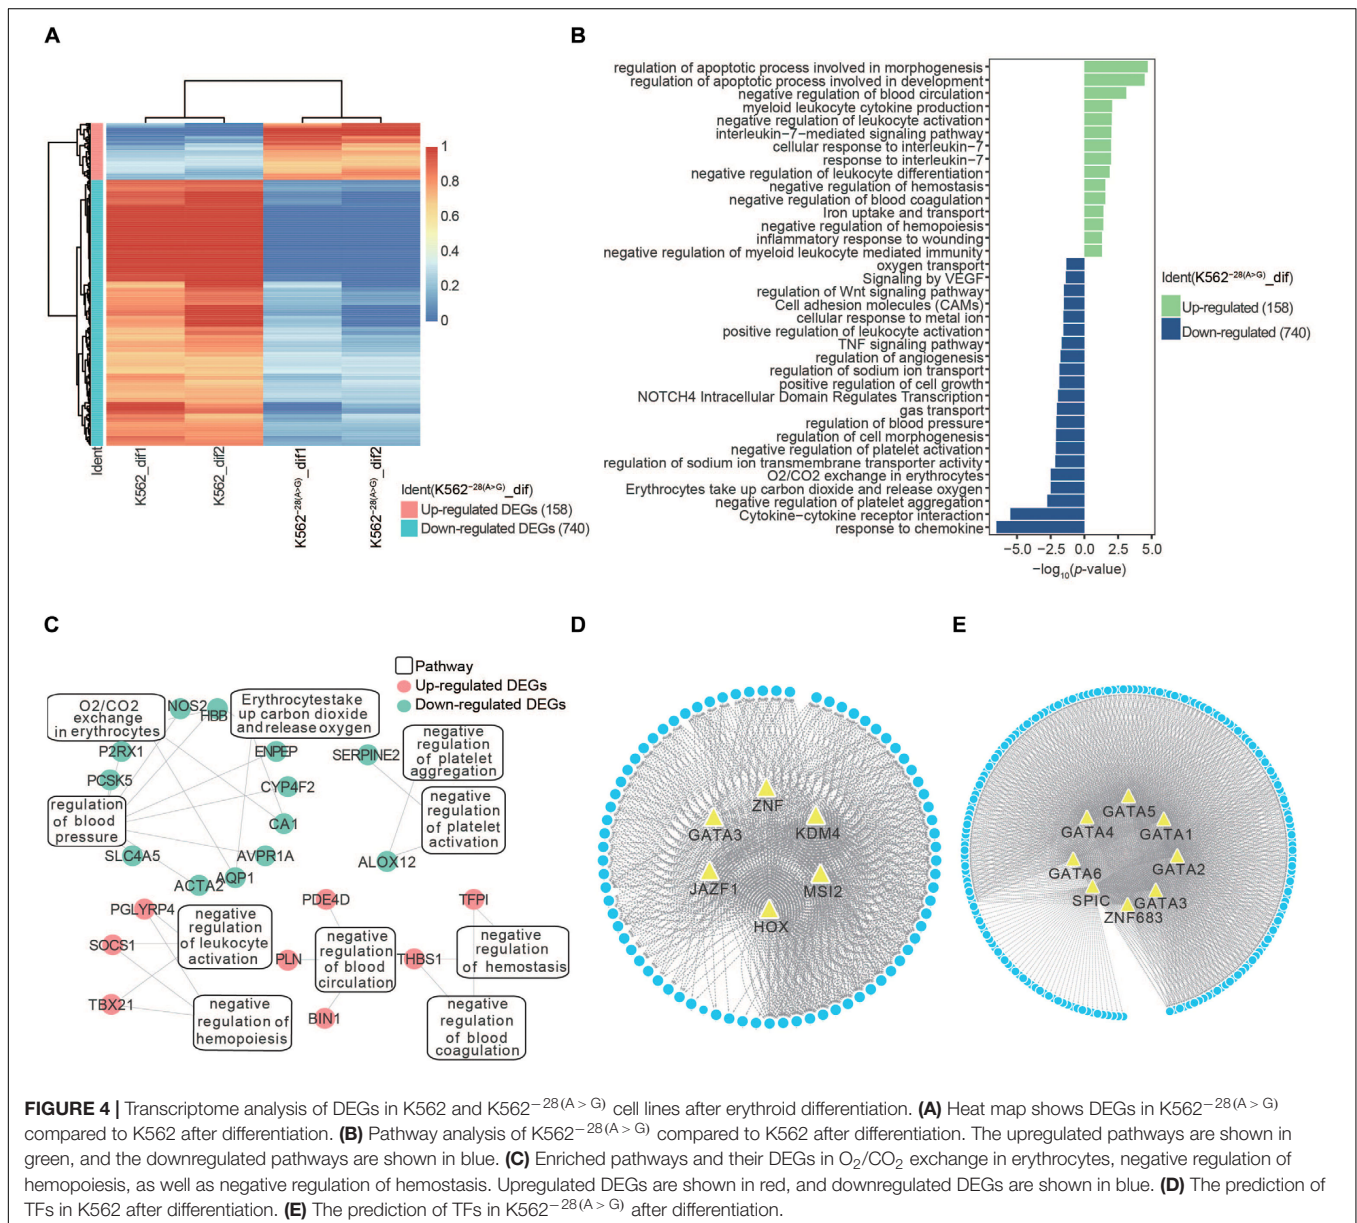 A
B
regulation of apoptotic process involved in morphogenesis
regulation of apoptotic process involved in development
negative regulation of blood circulation
myeloid leukocyte cytokine production
negative regulation of leukocyte activation
interleukin-7-mediated signaling pathway
cellular response to interleukin-7
response to interleukin-7
negative regulation of leukocyte differentiation
negative regulation of hemostasis
negative regulation of blood coagulation
Iron uptake and transport
negative regulation of hemopoiesis
inflammatory response to wounding
negative regulation of myeloid leukocyte mediated immunity
oxygen transport
Signaling by VEGF
regulation of Wnt signaling pathway
Cell adhesion molecules (CAMs)
cellular response to metal ion
positive regulation of leukocyte activation
TNF signaling pathway
regulation of angiogenesis
regulation of sodium ion transport
positive regulation of cell growth
NOTCH4 Intracellular Domain Regulates Transcription
gas transport
regulation of blood pressure
regulation of cell morphogenesis
negative regulation of platelet activation
regulation of sodium ion transmembrane transporter activity
O2/CO2 exchange in erythrocytes
Erythrocytes take up carbon dioxide and release oxygen
negative regulation of platelet aggregation
Cytokine-cytokine receptor interaction
response to chemokine
-5.0 -2.5 0.0 2.5 5.0
−log₁₀(p-value)
Ident(K562⁻²⁸⁽ᴬ﹥ᴳ⁾_dif)
Up-regulated (158)
Down-regulated (740)
1
0.8
0.6
0.4
0.2
0
Ident
K562_dif1
K562_dif2
K562⁻²⁸⁽ᴬ﹥ᴳ⁾_dif1
K562⁻²⁸⁽ᴬ﹥ᴳ⁾_dif2
Ident(K562⁻²⁸⁽ᴬ﹥ᴳ⁾_dif)
Up-regulated DEGs (158)
Down-regulated DEGs (740)
C
Pathway
Up-regulated DEGs
Down-regulated DEGs
O2/CO2
exchange
in erythrocytes
NOS2
HBB
Erythrocytestake
up carbon dioxide
and release oxygen
P2RX1
ENPEP
PCSK5
CYP4F2
regulation
of blood
pressure
CA1
SLC4A5
AVPR1A
ACTA2
AQP1
SERPINE2
negative
regulation
of platelet
aggregation
negative
regulation
of platelet
activation
ALOX12
PGLYRP4
SOCS1
TBX21
negative
regulation
of leukocyte
activation
negative
regulation of
hemopoiesis
PDE4D
PLN
negative
regulation
of blood
circulation
BIN1
THBS1
TFPI
negative
regulation
of hemostasis
negative
regulation
of blood
coagulation
D
ZNF
GATA3
KDM4
JAZF1
MSI2
HOX
E
GATA5
GATA4
GATA1
GATA6
GATA2
SPIC
GATA3
ZNF683
FIGURE 4 | Transcriptome analysis of DEGs in K562 and K562⁻²⁸⁽ᴬ﹥ᴳ⁾ cell lines after erythroid differentiation. (A) Heat map shows DEGs in K562⁻²⁸⁽ᴬ﹥ᴳ⁾
compared to K562 after differentiation. (B) Pathway analysis of K562⁻²⁸⁽ᴬ﹥ᴳ⁾ compared to K562 after differentiation. The upregulated pathways are shown in
green, and the downregulated pathways are shown in blue. (C) Enriched pathways and their DEGs in O₂/CO₂ exchange in erythrocytes, negative regulation of
hemopoiesis, as well as negative regulation of hemostasis. Upregulated DEGs are shown in red, and downregulated DEGs are shown in blue. (D) The prediction of
TFs in K562 after differentiation. (E) The prediction of TFs in K562⁻²⁸⁽ᴬ﹥ᴳ⁾ after differentiation.